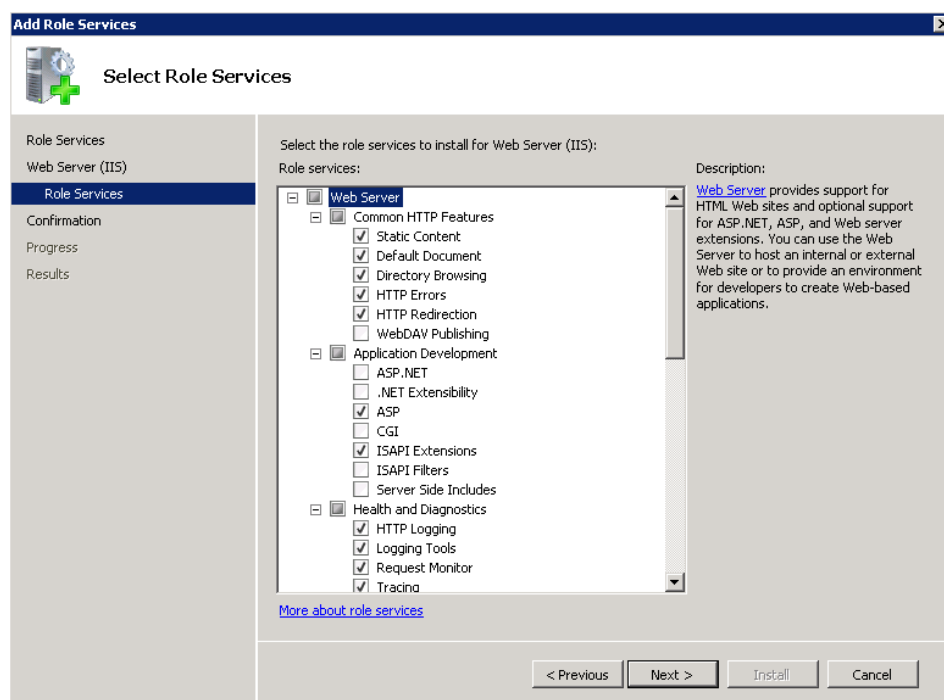 Add Role Services
Select Role Services
Role Services
Web Server (IIS)
Role Services
Confirmation
Progress
Results
Select the role services to install for Web Server (IIS):
Role services:
Web Server
Common HTTP Features
Static Content
Default Document
Directory Browsing
HTTP Errors
HTTP Redirection
WebDAV Publishing
Application Development
ASP.NET
.NET Extensibility
ASP
CGI
ISAPI Extensions
ISAPI Filters
Server Side Includes
Health and Diagnostics
HTTP Logging
Logging Tools
Request Monitor
Tracing
More about role services
Description:
Web Server provides support for
HTML Web sites and optional support
for ASP.NET, ASP, and Web server
extensions. You can use the Web
Server to host an internal or external
Web site or to provide an environment
for developers to create Web-based
applications.
< Previous
Next >
Install
Cancel